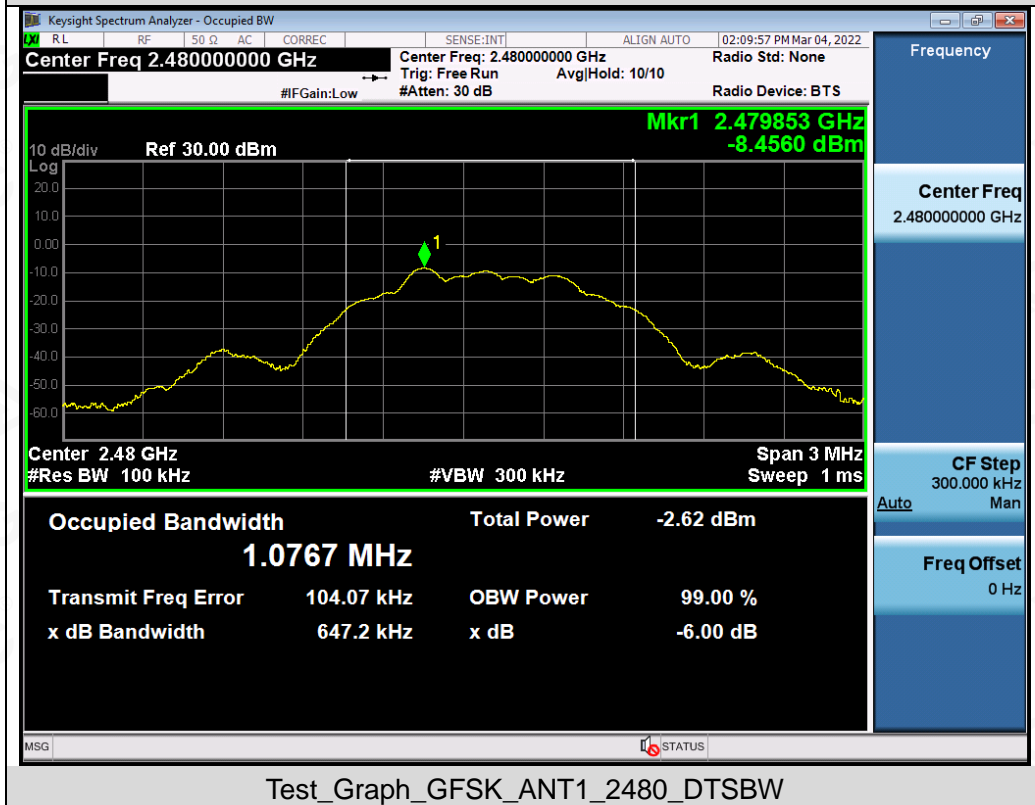 Keysight Spectrum Analyzer - Occupied BW
LXI RL RF 50 Ω AC CORREC SENSE:INT ALIGN AUTO 02:09:57 PM Mar 04, 2022
Center Freq 2.480000000 GHz
#IFGain:Low
Center Freq: 2.480000000 GHz
Trig: Free Run Avg|Hold: 10/10
#Atten: 30 dB
Radio Std: None
Radio Device: BTS
Mkr1 2.479853 GHz
-8.4560 dBm
10 dB/div Ref 30.00 dBm
Log
20.0
10.0
0.00
-10.0
-20.0
-30.0
-40.0
-50.0
-60.0
1
Center 2.48 GHz Span 3 MHz
#Res BW 100 kHz #VBW 300 kHz Sweep 1 ms
Occupied Bandwidth Total Power -2.62 dBm
1.0767 MHz
Transmit Freq Error 104.07 kHz OBW Power 99.00 %
x dB Bandwidth 647.2 kHz x dB -6.00 dB
MSG STATUS
Frequency
Center Freq
2.480000000 GHz
CF Step
300.000 kHz
Auto Man
Freq Offset
0 Hz
Test_Graph_GFSK_ANT1_2480_DTSBW